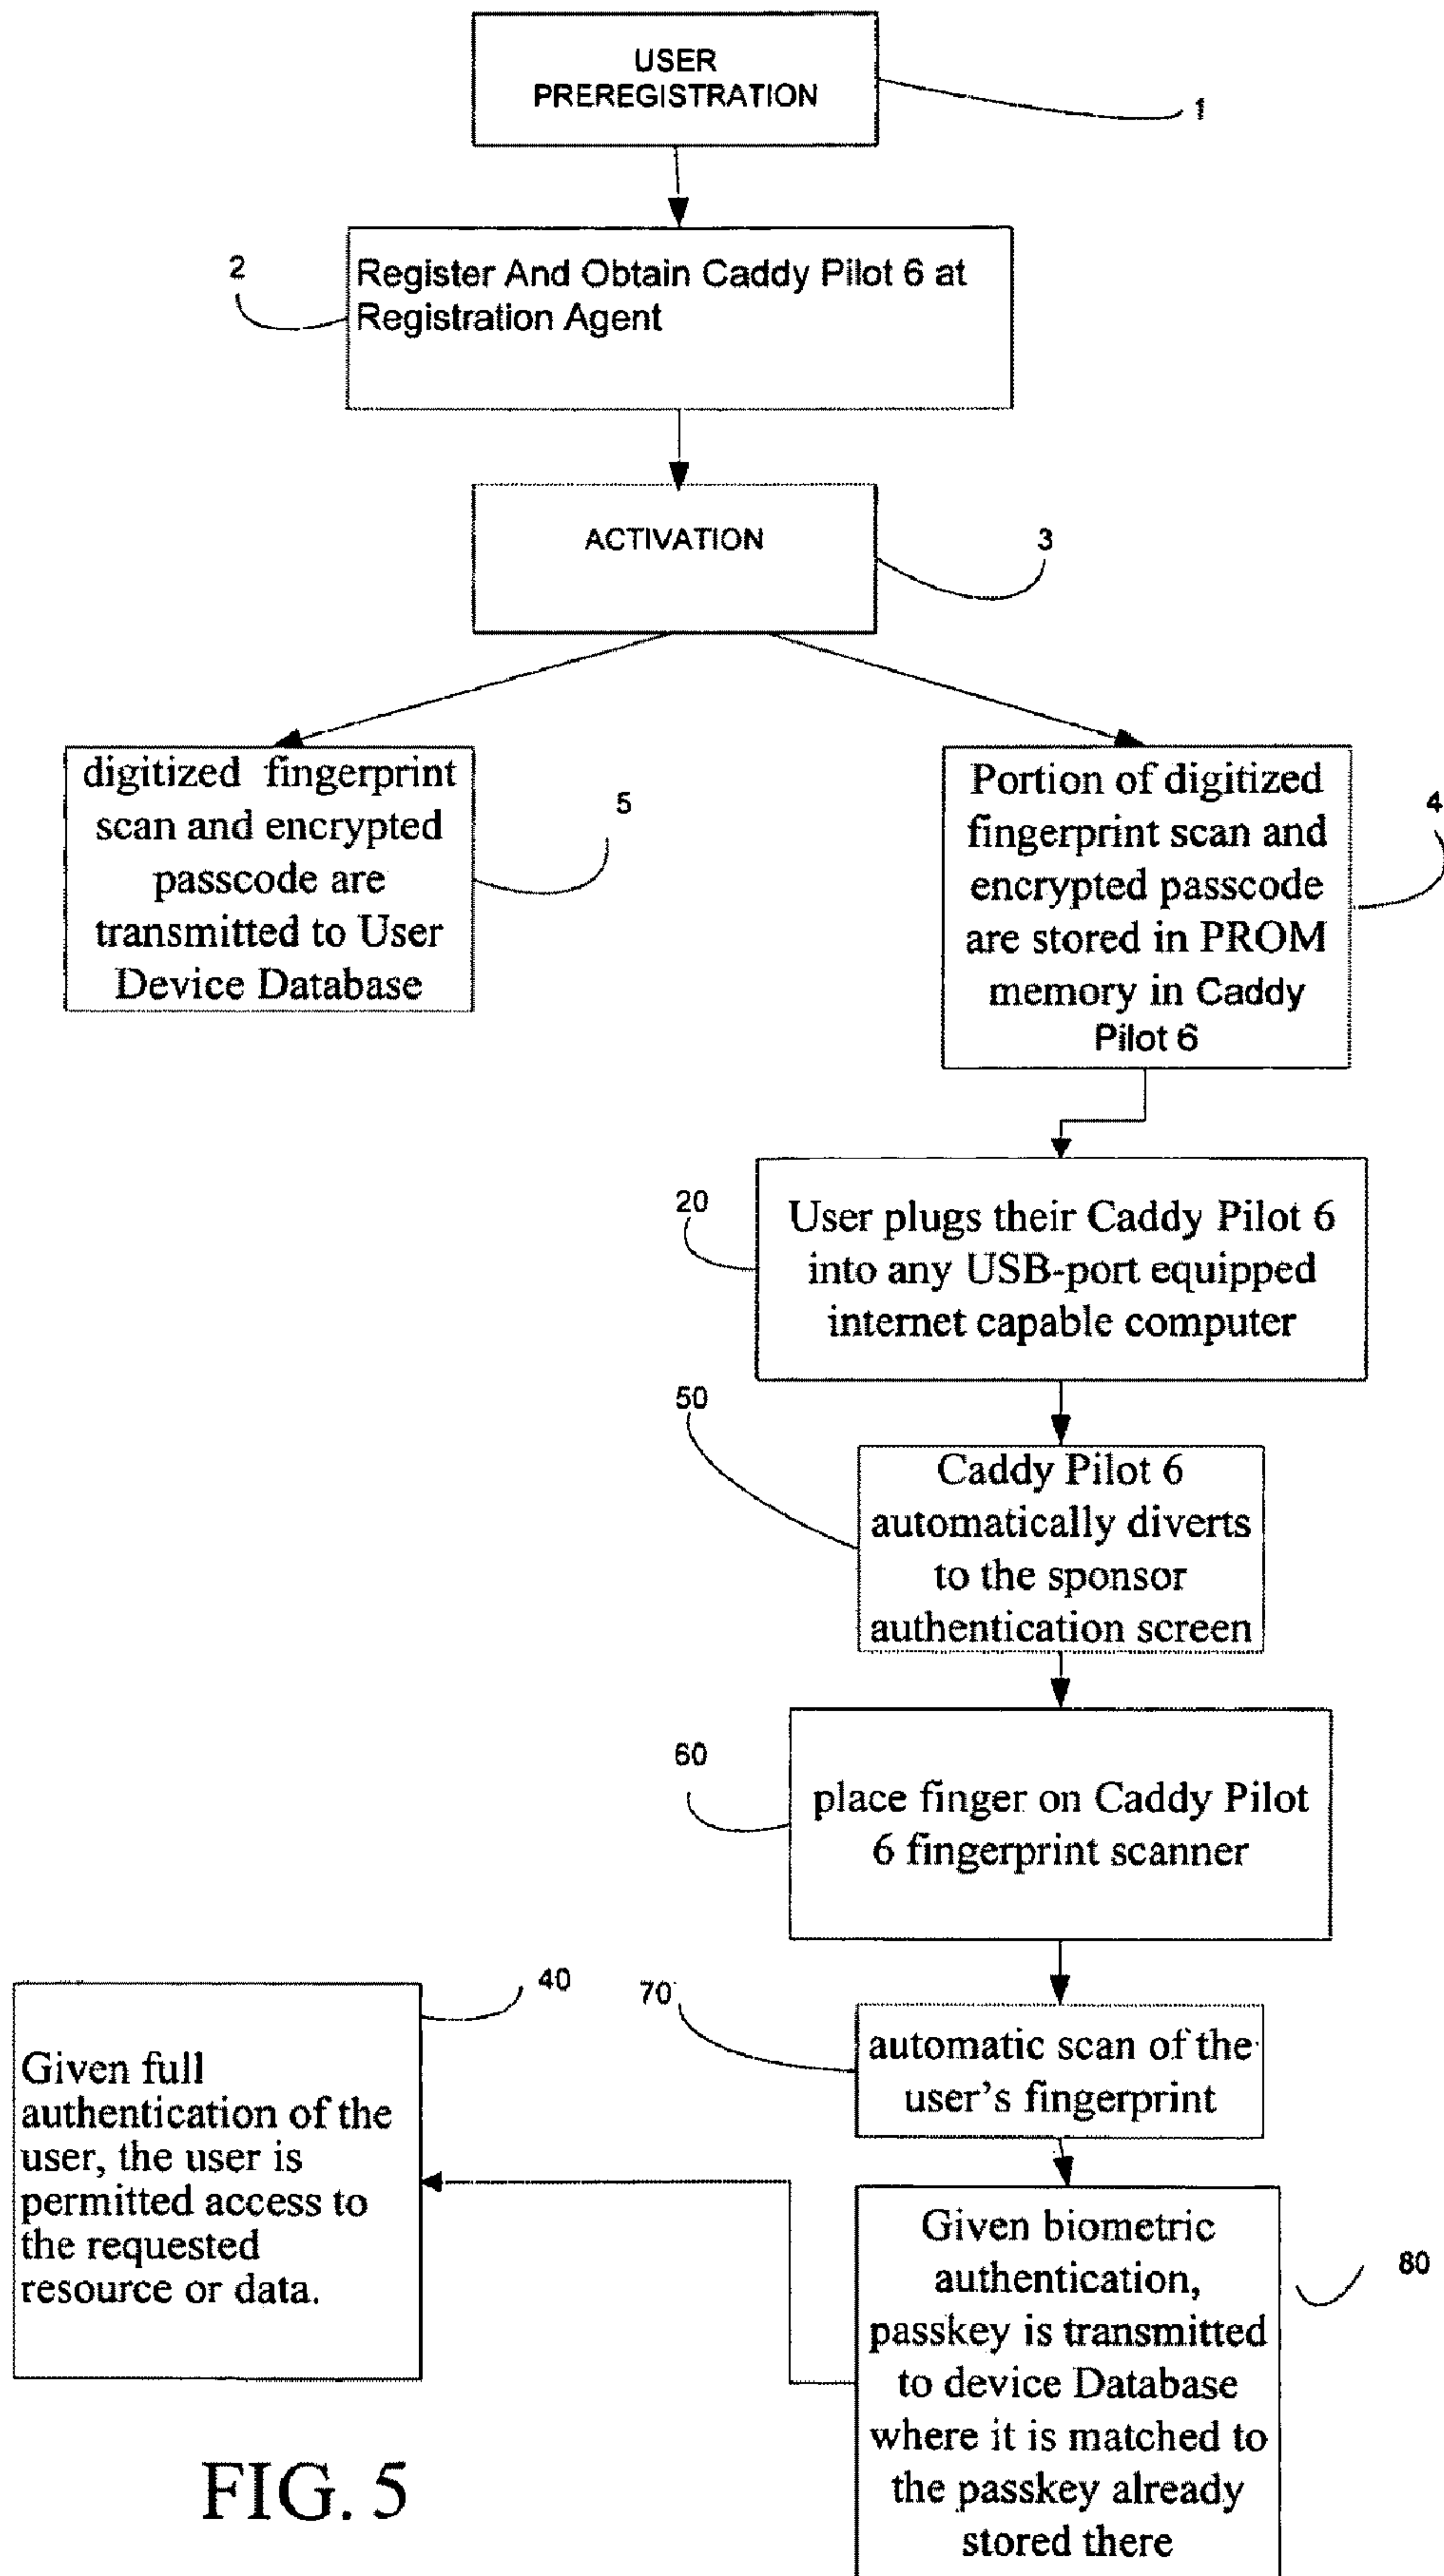 USER
PREREGISTRATION
1
2
Register And Obtain Caddy Pilot 6 at
Registration Agent
ACTIVATION
3
digitized fingerprint
scan and encrypted
passcode are
transmitted to User
Device Database
5
Portion of digitized
fingerprint scan and
encrypted passcode
are stored in PROM
memory in Caddy
Pilot 6
4
20
User plugs their Caddy Pilot 6
into any USB-port equipped
internet capable computer
50
Caddy Pilot 6
automatically diverts
to the sponsor
authentication screen
60
place finger on Caddy Pilot
6 fingerprint scanner
70
automatic scan of the
user's fingerprint
40
Given full
authentication of the
user, the user is
permitted access to
the requested
resource or data.
Given biometric
authentication,
passkey is transmitted
to device Database
where it is matched to
the passkey already
stored there
80
FIG. 5